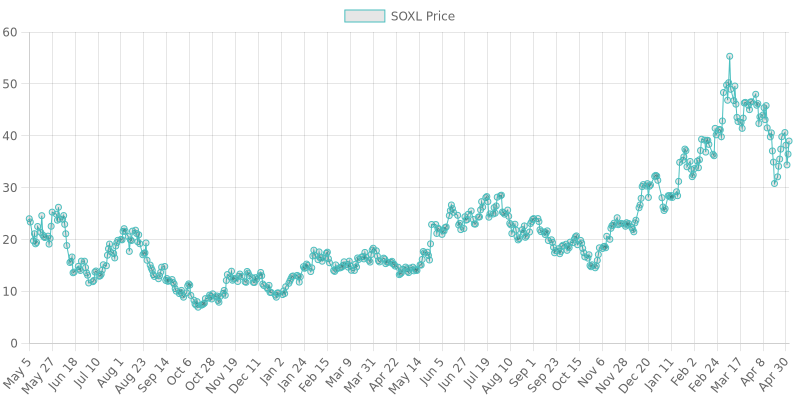 SOXL Price
60
50
40
30
20
10
0
May 5
May 27
Jun 18
Jul 10
Aug 1
Aug 23
Sep 14
Oct 6
Oct 28
Nov 19
Dec 11
Jan 2
Jan 24
Feb 15
Mar 9
Mar 31
Apr 22
May 14
Jun 5
Jun 27
Jul 19
Aug 10
Sep 1
Sep 23
Oct 15
Nov 6
Nov 28
Dec 20
Jan 11
Feb 2
Feb 24
Mar 17
Apr 8
Apr 30